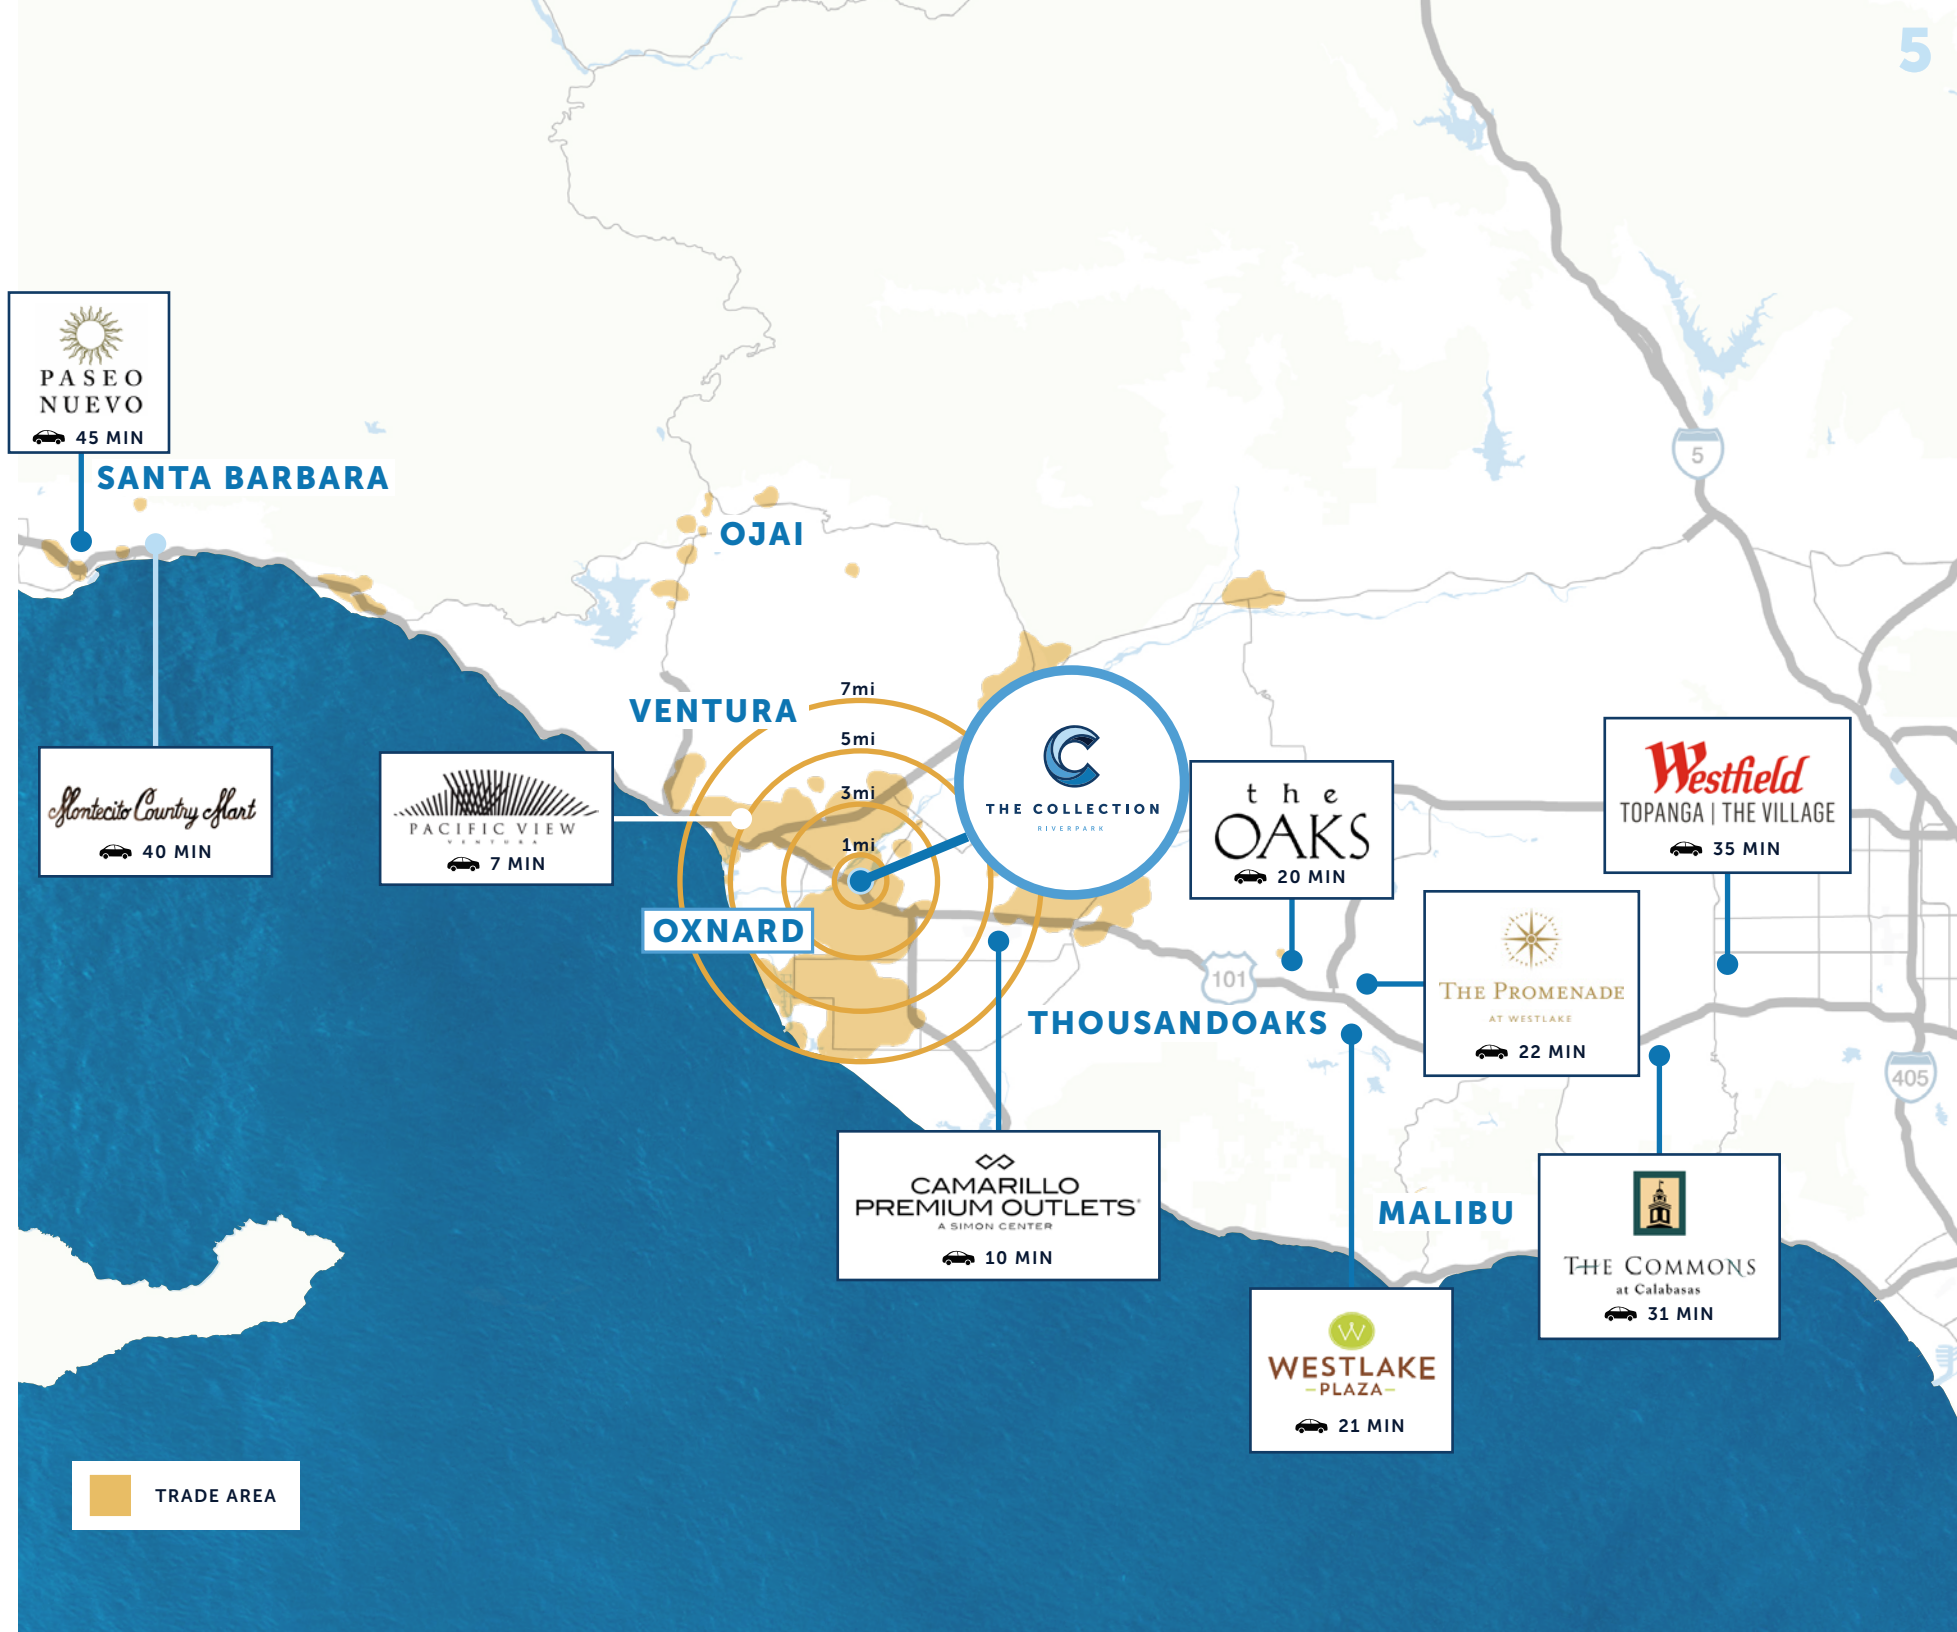 5
PASEO
NUEVO
45 MIN
SANTA BARBARA
5
OJAI
7mi
VENTURA
5mi
3mi
1mi
THE COLLECTION
RIVERPARK
Montecito Country Mart
40 MIN
PACIFIC VIEW
VENTURA
7 MIN
the
OAKS
20 MIN
Westfield
TOPANGA | THE VILLAGE
35 MIN
OXNARD
101
THE PROMENADE
AT WESTLAKE
22 MIN
THOUSANDOAKS
405
CAMARILLO
PREMIUM OUTLETS®
A SIMON CENTER
10 MIN
MALIBU
THE COMMONS
at Calabasas
31 MIN
W
WESTLAKE
-PLAZA-
21 MIN
TRADE AREA